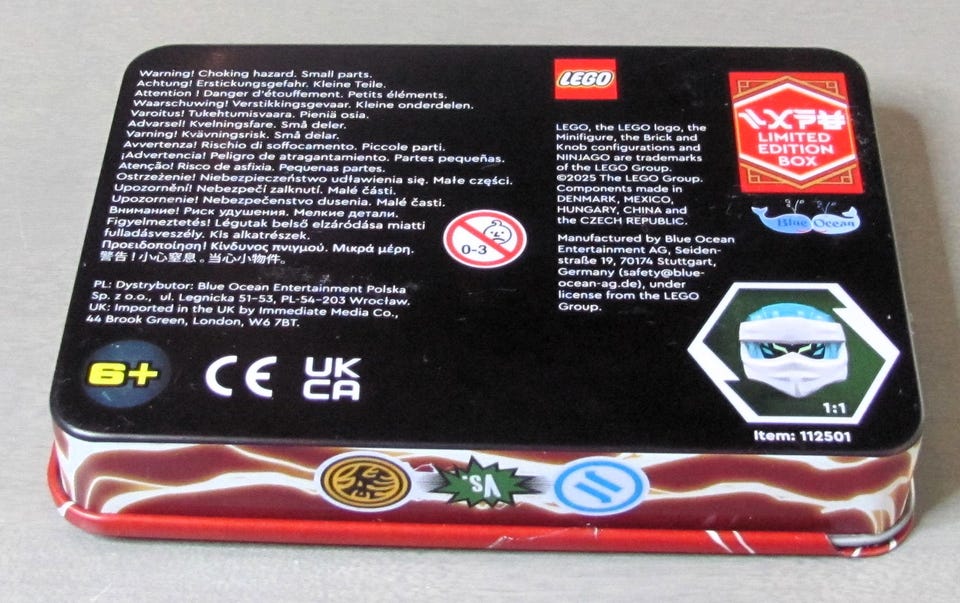 Warning! Choking hazard. Small parts.
Achtung! Erstickungsgefahr. Kleine Teile.
Attention ! Danger d'étouffement. Petits éléments.
Waarschuwing! Verstikkingsgevaar. Kleine onderdelen.
Varoitus! Tukehtumisvaara. Pieniä osia.
Advarsel! Kvelningsfare. Små deler.
Varning! Kvävningsrisk. Små delar.
Avvertenza! Rischio di soffocamento. Piccole parti.
¡Advertencia! Peligro de atragantamiento. Partes pequeñas.
Atenção! Risco de asfixia. Pequenas partes.
Ostrzeżenie! Niebezpieczeństwo udławienia się. Małe części.
Upozornění! Nebezpečí zalknutí. Malé části.
Upozornenie! Nebezpečenstvo dusenia. Malé časti.
Внимание! Риск удушения. Мелкие детали.
Figyelmeztetés! Légutak belső elzáródása miatti
fulladásveszély. Kis alkatrészek.
Προειδοποίηση! Κίνδυνος πνιγμού. Μικρά μέρη.
警告!小心窒息。当心小物件。
0-3
PL: Dystrybutor: Blue Ocean Entertainment Polska
Sp. z o.o., ul. Legnicka 51-53, PL-54-203 Wrocław.
UK: Imported in the UK by Immediate Media Co.,
44 Brook Green, London, W6 7BT.
6+
CE
UK
CA
LEGO
LEGO, the LEGO logo, the
Minifigure, the Brick and
Knob configurations and
NINJAGO are trademarks
of the LEGO Group.
©2025 The LEGO Group.
Components made in
DENMARK, MEXICO,
HUNGARY, CHINA and
the CZECH REPUBLIC.
Manufactured by Blue Ocean
Entertainment AG, Seiden-
straße 19, 70174 Stuttgart,
Germany (safety@blue-
ocean-ag.de), under
license from the LEGO
Group.
LIMITED
EDITION
BOX
Blue Ocean
1:1
Item: 112501
VS.